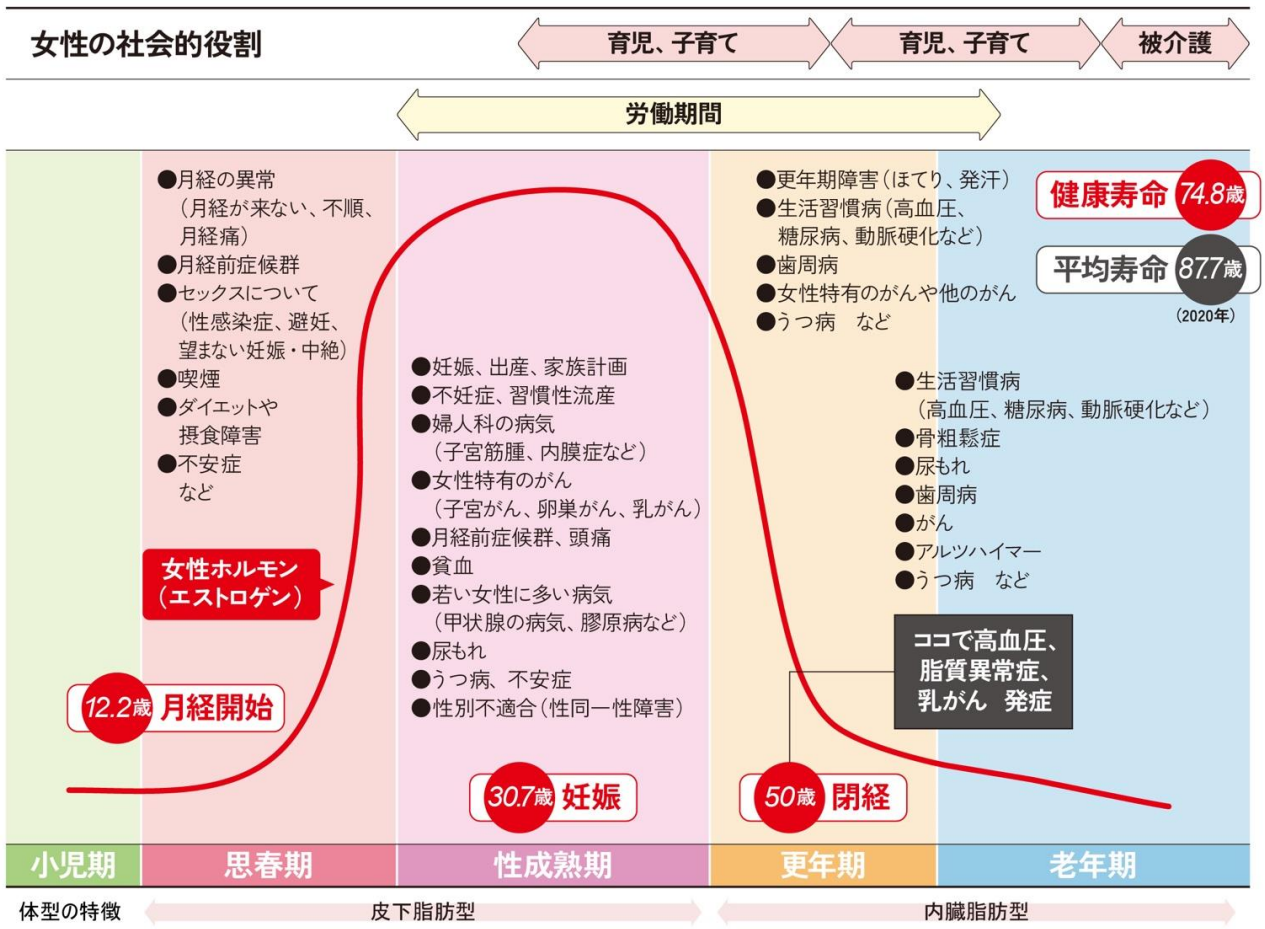 女性の社会的役割
育児、子育て
育児、子育て
被介護
労働期間
●月経の異常
（月経が来ない、不順、
月経痛）
●月経前症候群
●セックスについて
（性感染症、避妊、
望まない妊娠・中絶）
●喫煙
●ダイエットや
摂食障害
●不安症
など
女性ホルモン
（エストロゲン）
12.2歳 月経開始
●妊娠、出産、家族計画
●不妊症、習慣性流産
●婦人科の病気
（子宮筋腫、内膜症など）
●女性特有のがん
（子宮がん、卵巣がん、乳がん）
●月経前症候群、頭痛
●貧血
●若い女性に多い病気
（甲状腺の病気、膠原病など）
●尿もれ
●うつ病、不安症
●性別不適合（性同一性障害）
30.7歳 妊娠
●更年期障害（ほてり、発汗）
●生活習慣病（高血圧、
糖尿病、動脈硬化など）
●歯周病
●女性特有のがんや他のがん
●うつ病　など
健康寿命 74.8歳
平均寿命 87.7歳
（2020年）
●生活習慣病
（高血圧、糖尿病、動脈硬化など）
●骨粗鬆症
●尿もれ
●歯周病
●がん
●アルツハイマー
●うつ病　など
ココで高血圧、
脂質異常症、
乳がん　発症
50歳 閉経
小児期
思春期
性成熟期
更年期
老年期
体型の特徴
皮下脂肪型
内臓脂肪型